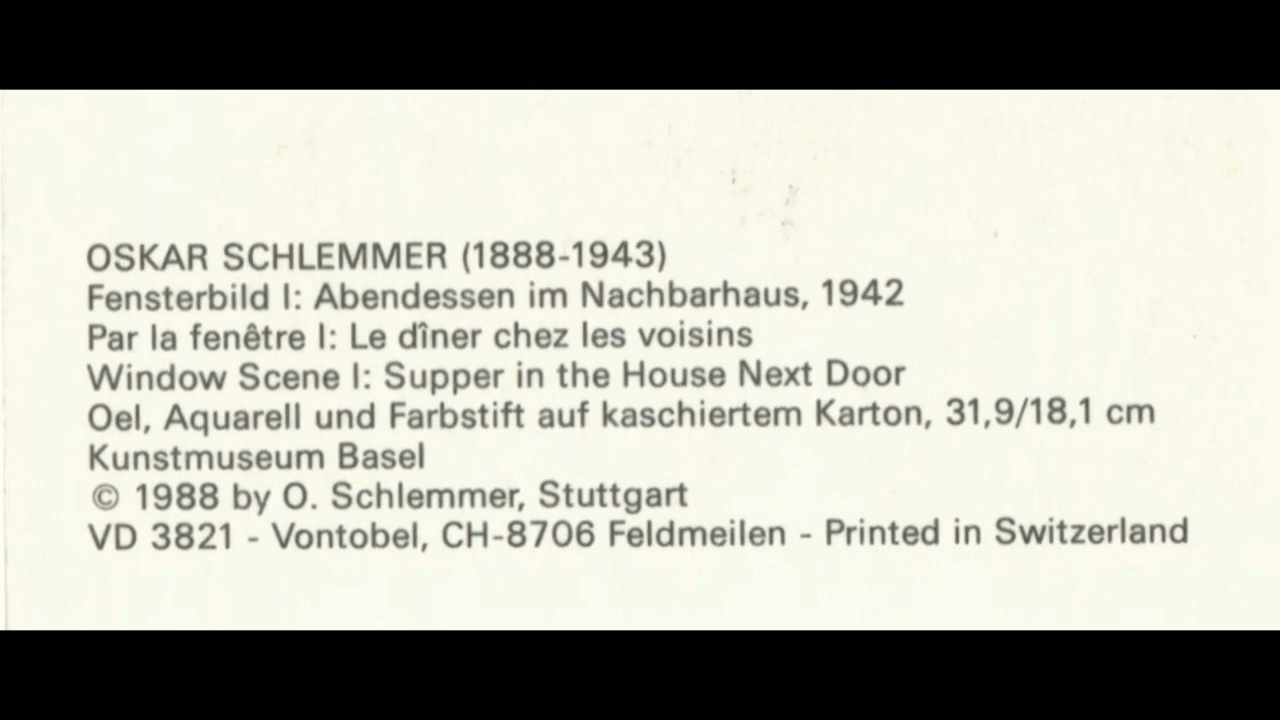 OSKAR SCHLEMMER (1888-1943)
Fensterbild I: Abendessen im Nachbarhaus, 1942
Par la fenêtre I: Le dîner chez les voisins
Window Scene I: Supper in the House Next Door
Oel, Aquarell und Farbstift auf kaschiertem Karton, 31,9/18,1 cm
Kunstmuseum Basel
© 1988 by O. Schlemmer, Stuttgart
VD 3821 - Vontobel, CH-8706 Feldmeilen - Printed in Switzerland